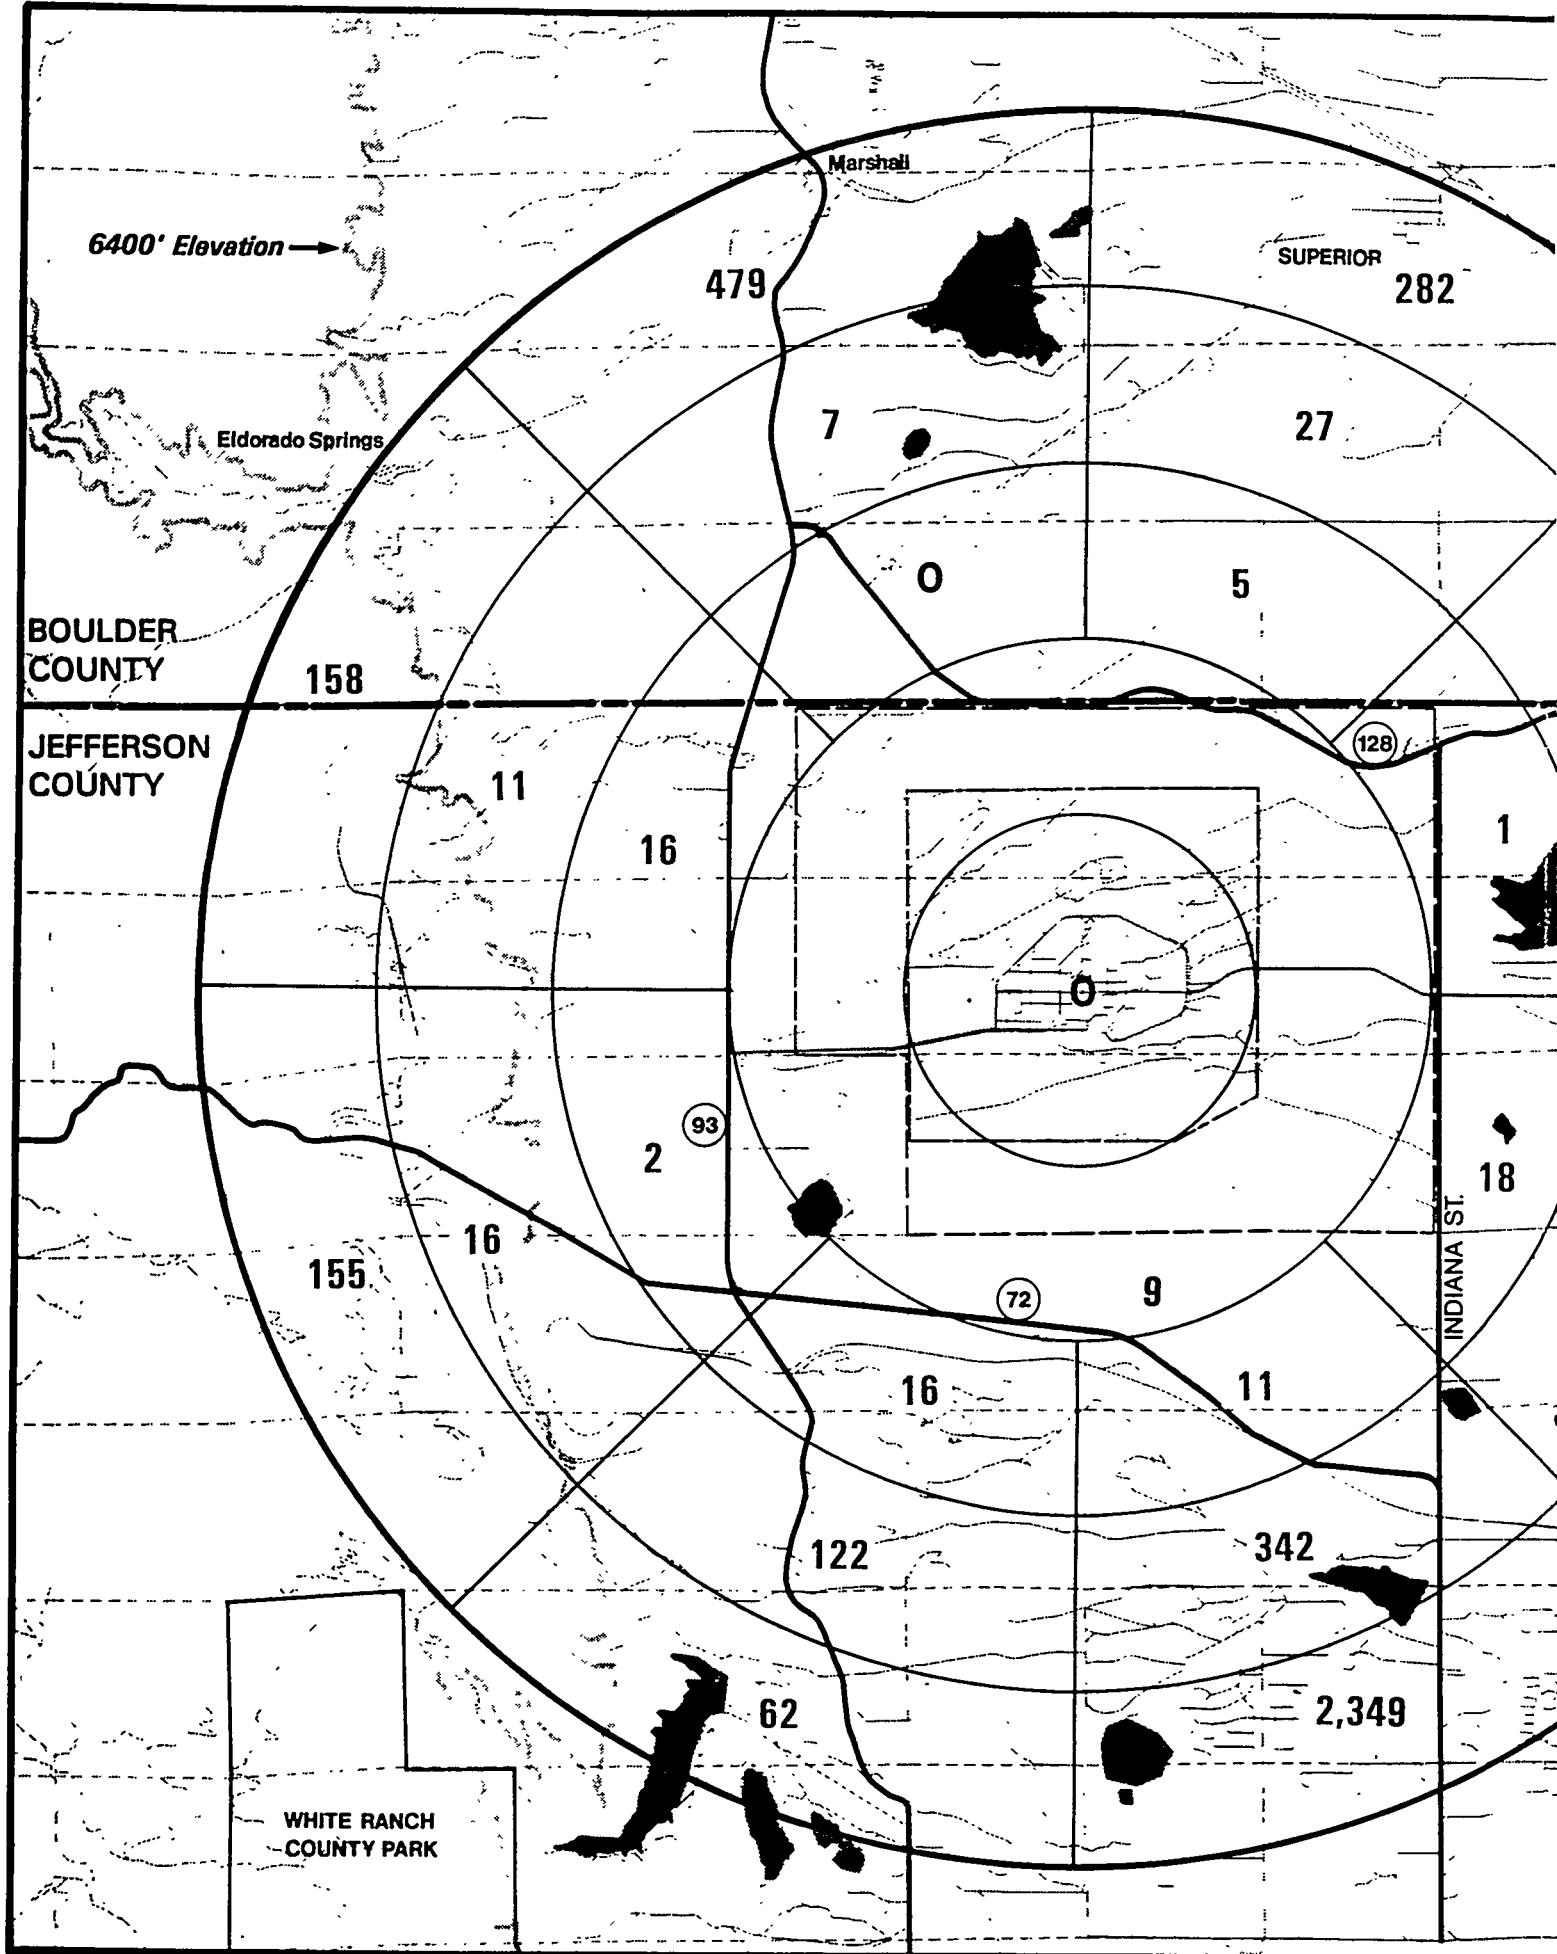 Marshall
6400' Elevation
SUPERIOR
479
282
7
27
Eldorado Springs
0
5
BOULDER
COUNTY
158
JEFFERSON
COUNTY
128
11
16
1
0
93
2
18
16
155
INDIANA ST.
72
9
16
11
122
342
62
2,349
WHITE RANCH
COUNTY PARK